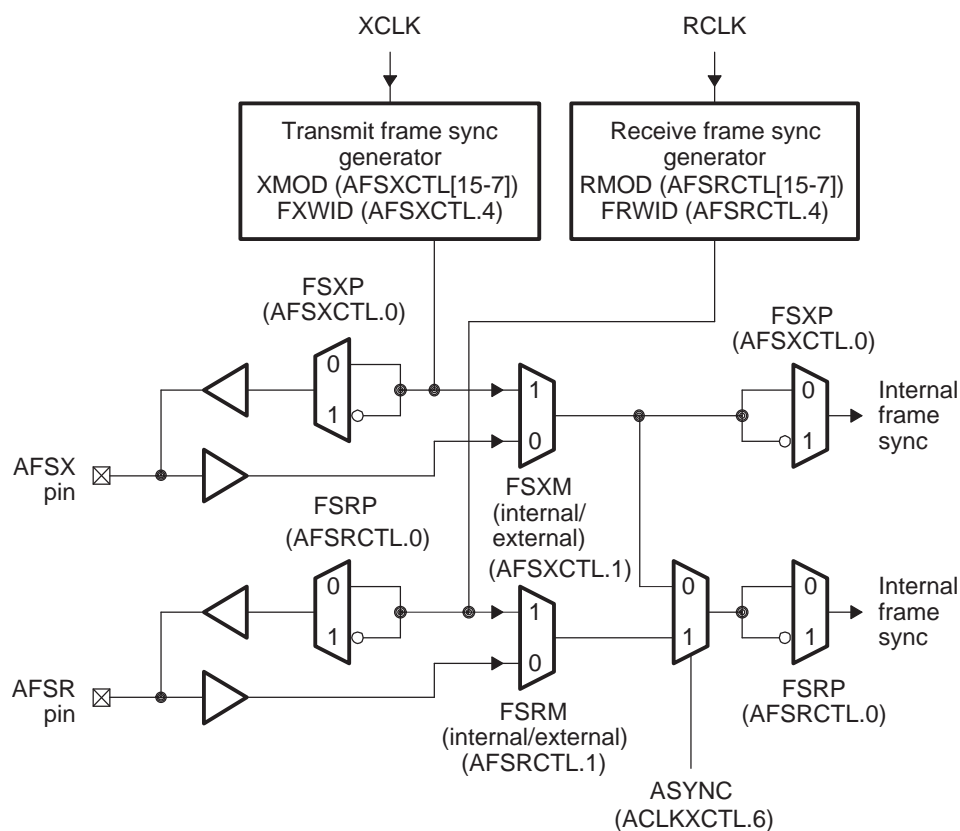 XCLK
RCLK
Transmit frame sync
generator
XMOD (AFSXCTL[15-7])
FXWID (AFSXCTL.4)
Receive frame sync
generator
RMOD (AFSRCTL[15-7])
FRWID (AFSRCTL.4)
FSXP
(AFSXCTL.0)
FSXP
(AFSXCTL.0)
0
1
1
0
0
1
Internal
frame
sync
AFSX
pin
FSXM
(internal/
external)
(AFSXCTL.1)
FSRP
(AFSRCTL.0)
0
1
1
0
0
1
0
1
Internal
frame
sync
AFSR
pin
FSRM
(internal/external)
(AFSRCTL.1)
FSRP
(AFSRCTL.0)
ASYNC
(ACLKXCTL.6)